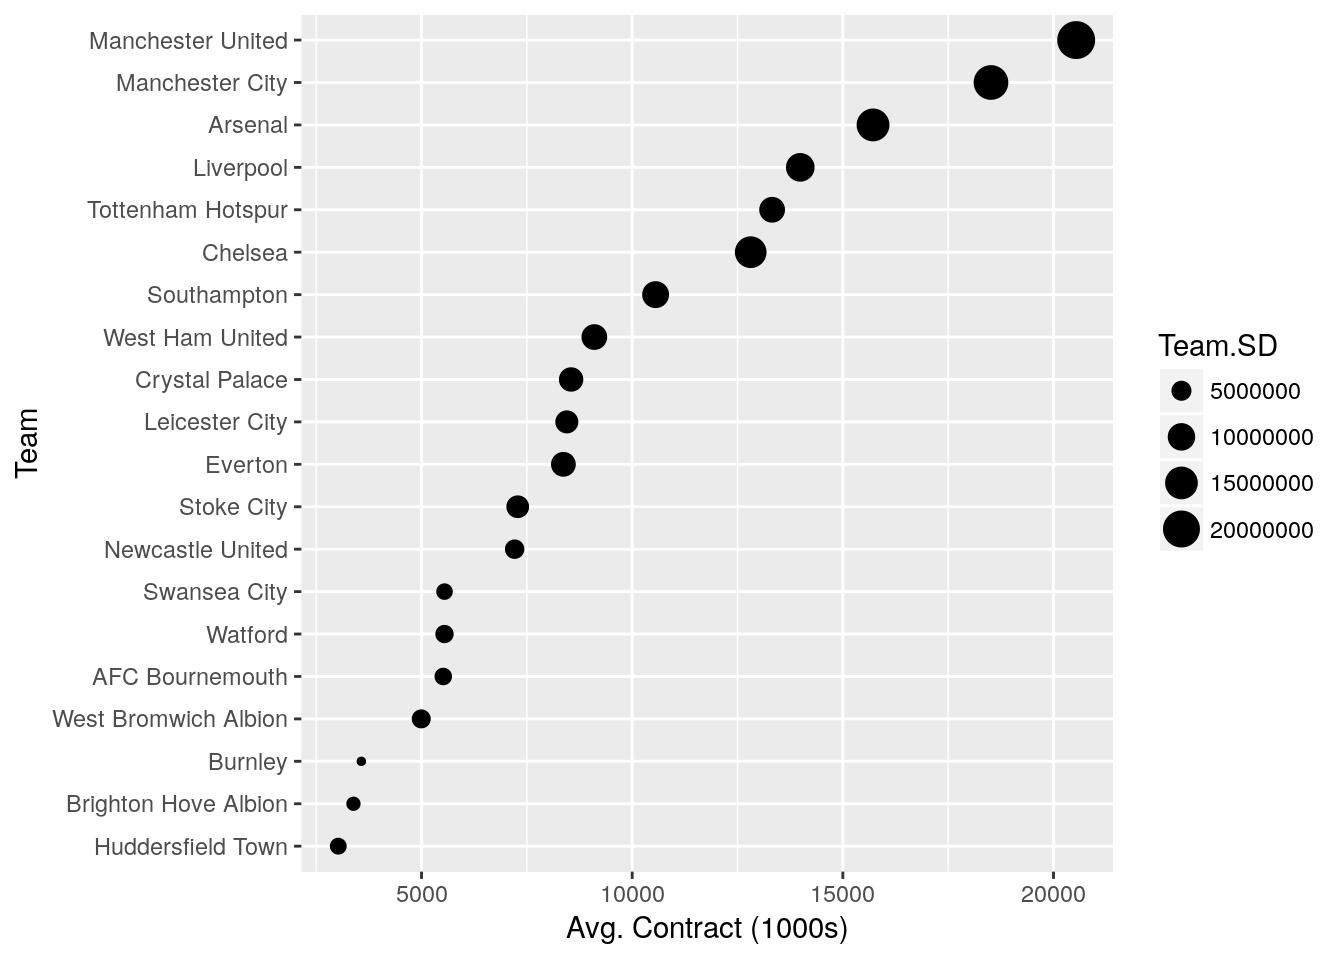 Manchester United
Manchester City
Arsenal
Liverpool
Tottenham Hotspur
Chelsea
Southampton
West Ham United
Crystal Palace
Leicester City
Everton
Stoke City
Newcastle United
Swansea City
Watford
AFC Bournemouth
West Bromwich Albion
Burnley
Brighton Hove Albion
Huddersfield Town
Team
5000
10000
15000
20000
Avg. Contract (1000s)
Team.SD
5000000
10000000
15000000
20000000